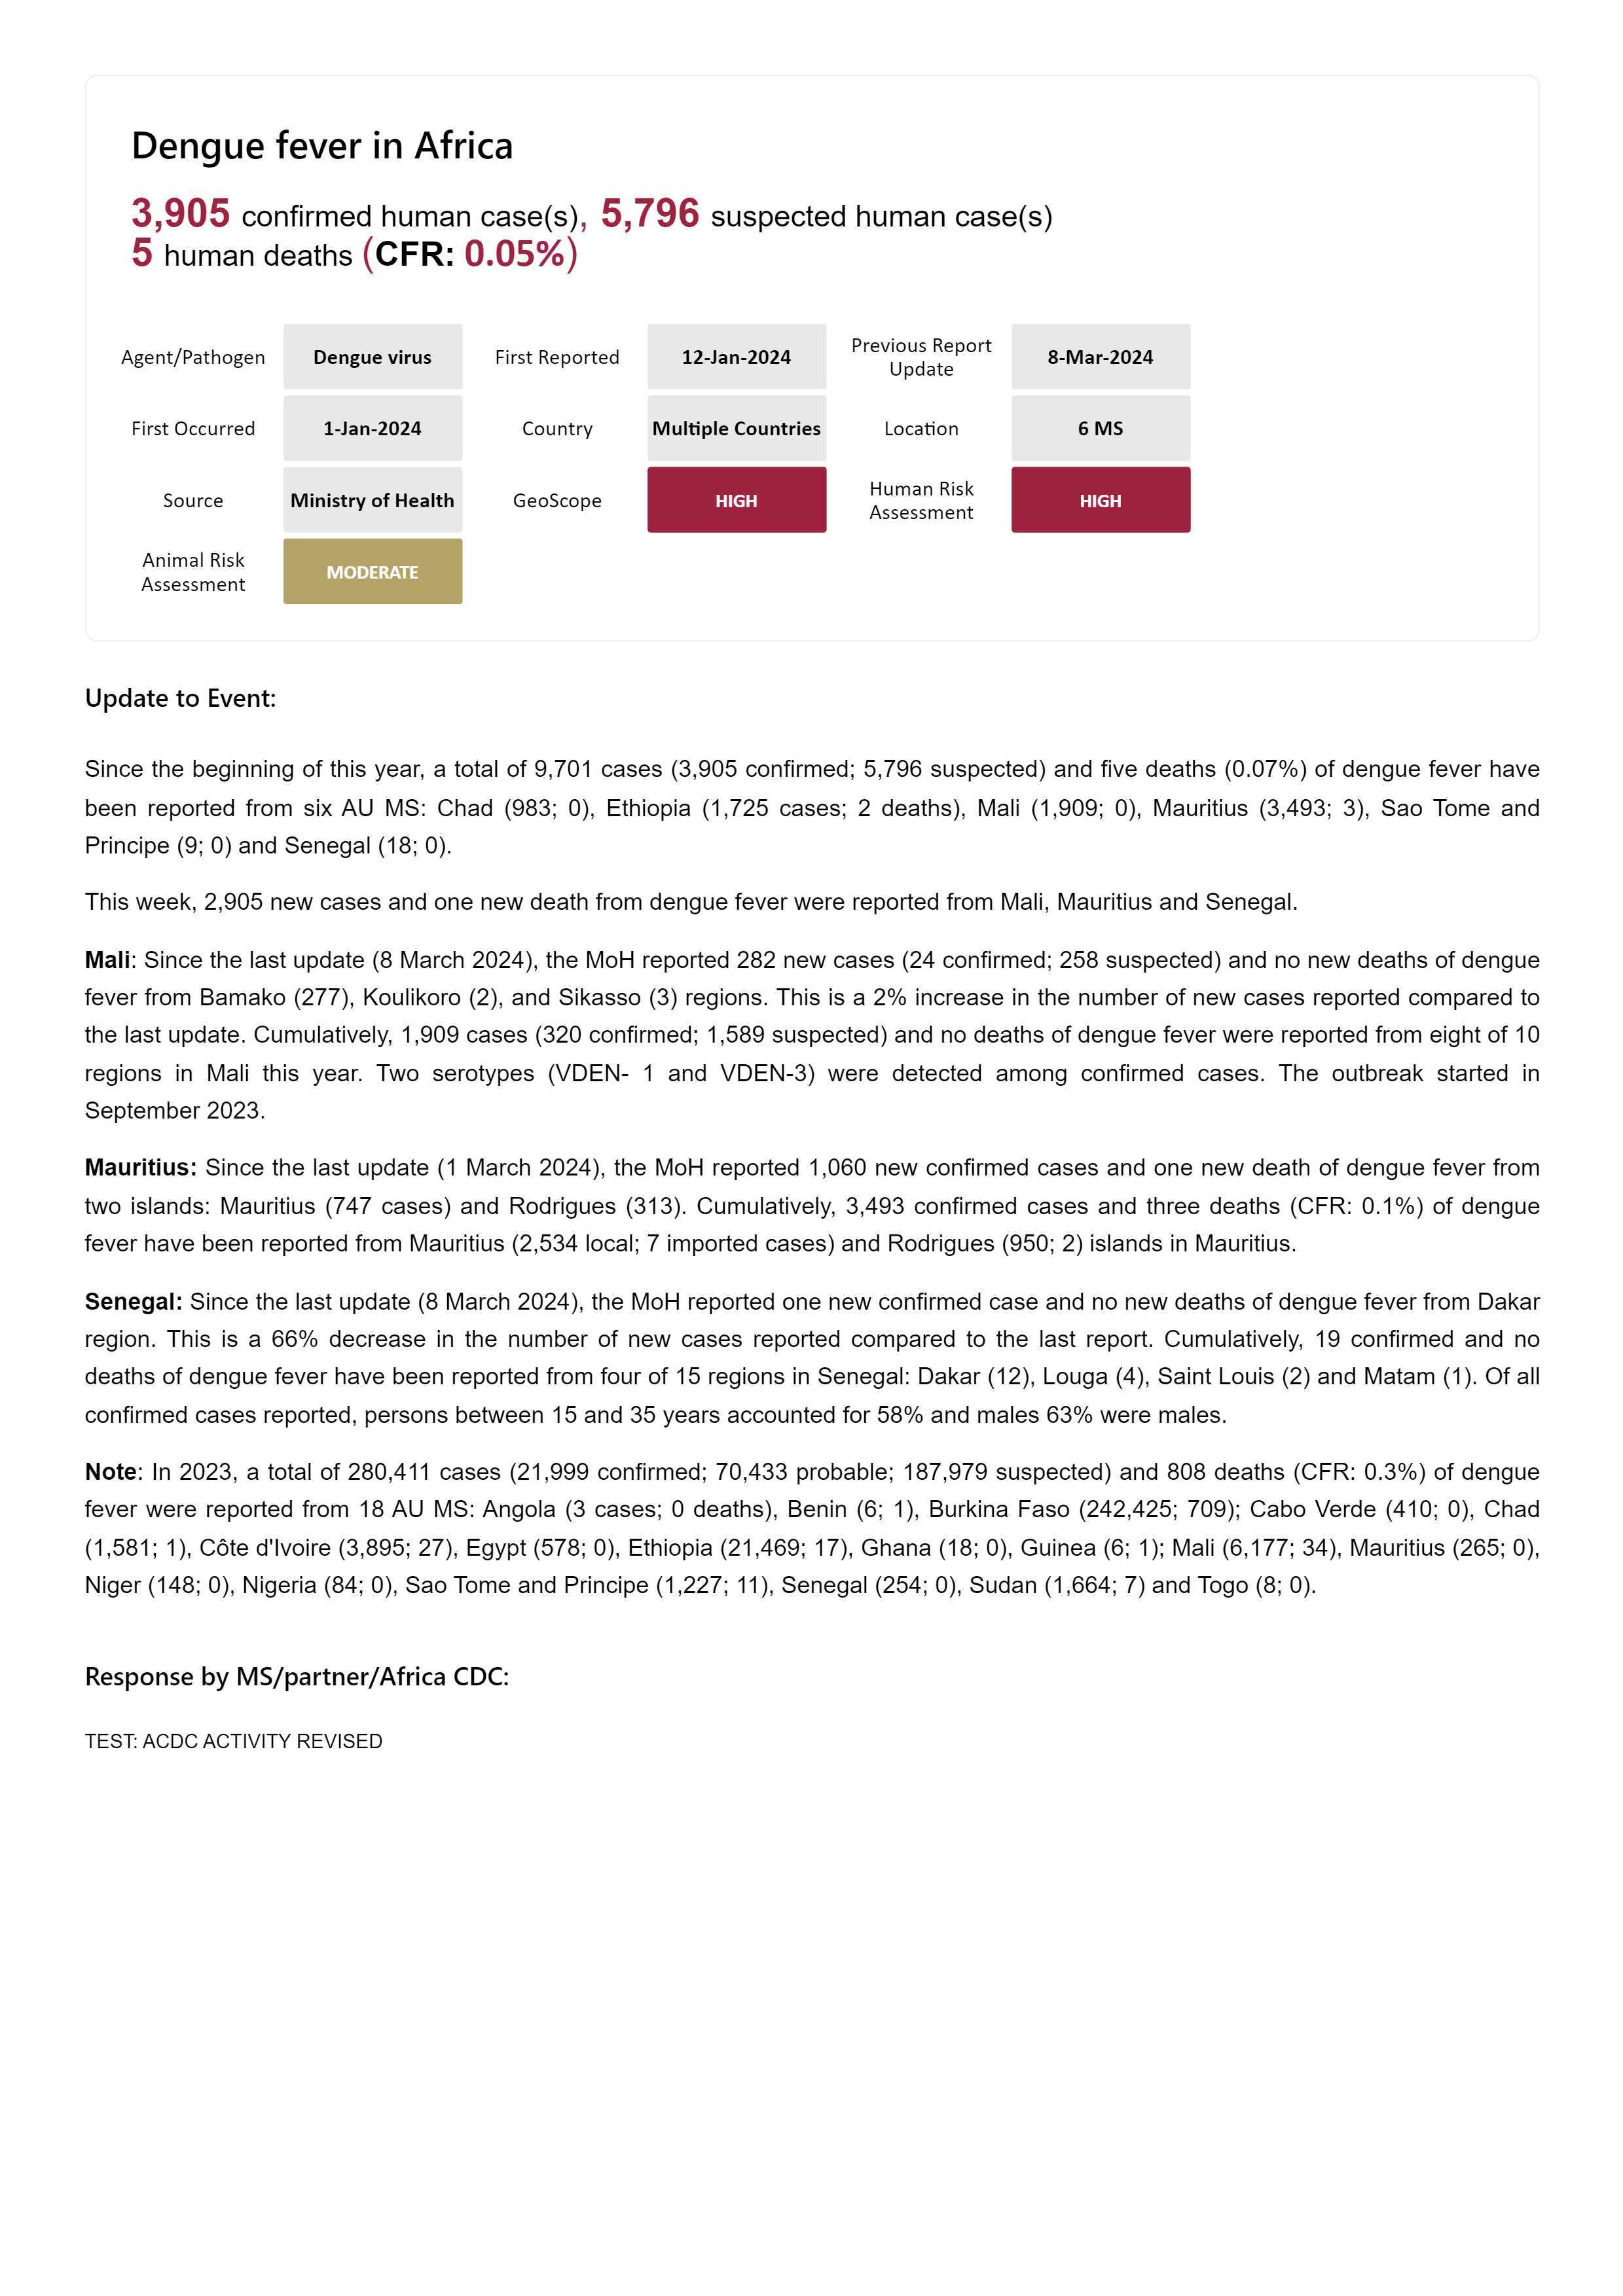 Dengue fever in Africa
3,905 confirmed human case(s), 5,796 suspected human case(s)
5 human deaths (CFR: 0.05%)
Agent/Pathogen Dengue virus First Reported 12-Jan-2024 Previous Report Update 8-Mar-2024
First Occurred 1-Jan-2024 Country Multiple Countries Location 6 MS
Source Ministry of Health GeoScope HIGH Human Risk Assessment HIGH
Animal Risk Assessment MODERATE
Update to Event:
Since the beginning of this year, a total of 9,701 cases (3,905 confirmed; 5,796 suspected) and five deaths (0.07%) of dengue fever have
been reported from six AU MS: Chad (983; 0), Ethiopia (1,725 cases; 2 deaths), Mali (1,909; 0), Mauritius (3,493; 3), Sao Tome and
Principe (9; 0) and Senegal (18; 0).
This week, 2,905 new cases and one new death from dengue fever were reported from Mali, Mauritius and Senegal.
Mali: Since the last update (8 March 2024), the MoH reported 282 new cases (24 confirmed; 258 suspected) and no new deaths of dengue
fever from Bamako (277), Koulikoro (2), and Sikasso (3) regions. This is a 2% increase in the number of new cases reported compared to
the last update. Cumulatively, 1,909 cases (320 confirmed; 1,589 suspected) and no deaths of dengue fever were reported from eight of 10
regions in Mali this year. Two serotypes (VDEN- 1 and VDEN-3) were detected among confirmed cases. The outbreak started in
September 2023.
Mauritius: Since the last update (1 March 2024), the MoH reported 1,060 new confirmed cases and one new death of dengue fever from
two islands: Mauritius (747 cases) and Rodrigues (313). Cumulatively, 3,493 confirmed cases and three deaths (CFR: 0.1%) of dengue
fever have been reported from Mauritius (2,534 local; 7 imported cases) and Rodrigues (950; 2) islands in Mauritius.
Senegal: Since the last update (8 March 2024), the MoH reported one new confirmed case and no new deaths of dengue fever from Dakar
region. This is a 66% decrease in the number of new cases reported compared to the last report. Cumulatively, 19 confirmed and no
deaths of dengue fever have been reported from four of 15 regions in Senegal: Dakar (12), Louga (4), Saint Louis (2) and Matam (1). Of all
confirmed cases reported, persons between 15 and 35 years accounted for 58% and males 63% were males.
Note: In 2023, a total of 280,411 cases (21,999 confirmed; 70,433 probable; 187,979 suspected) and 808 deaths (CFR: 0.3%) of dengue
fever were reported from 18 AU MS: Angola (3 cases; 0 deaths), Benin (6; 1), Burkina Faso (242,425; 709); Cabo Verde (410; 0), Chad
(1,581; 1), Côte d'Ivoire (3,895; 27), Egypt (578; 0), Ethiopia (21,469; 17), Ghana (18; 0), Guinea (6; 1); Mali (6,177; 34), Mauritius (265; 0),
Niger (148; 0), Nigeria (84; 0), Sao Tome and Principe (1,227; 11), Senegal (254; 0), Sudan (1,664; 7) and Togo (8; 0).
Response by MS/partner/Africa CDC:
TEST: ACDC ACTIVITY REVISED